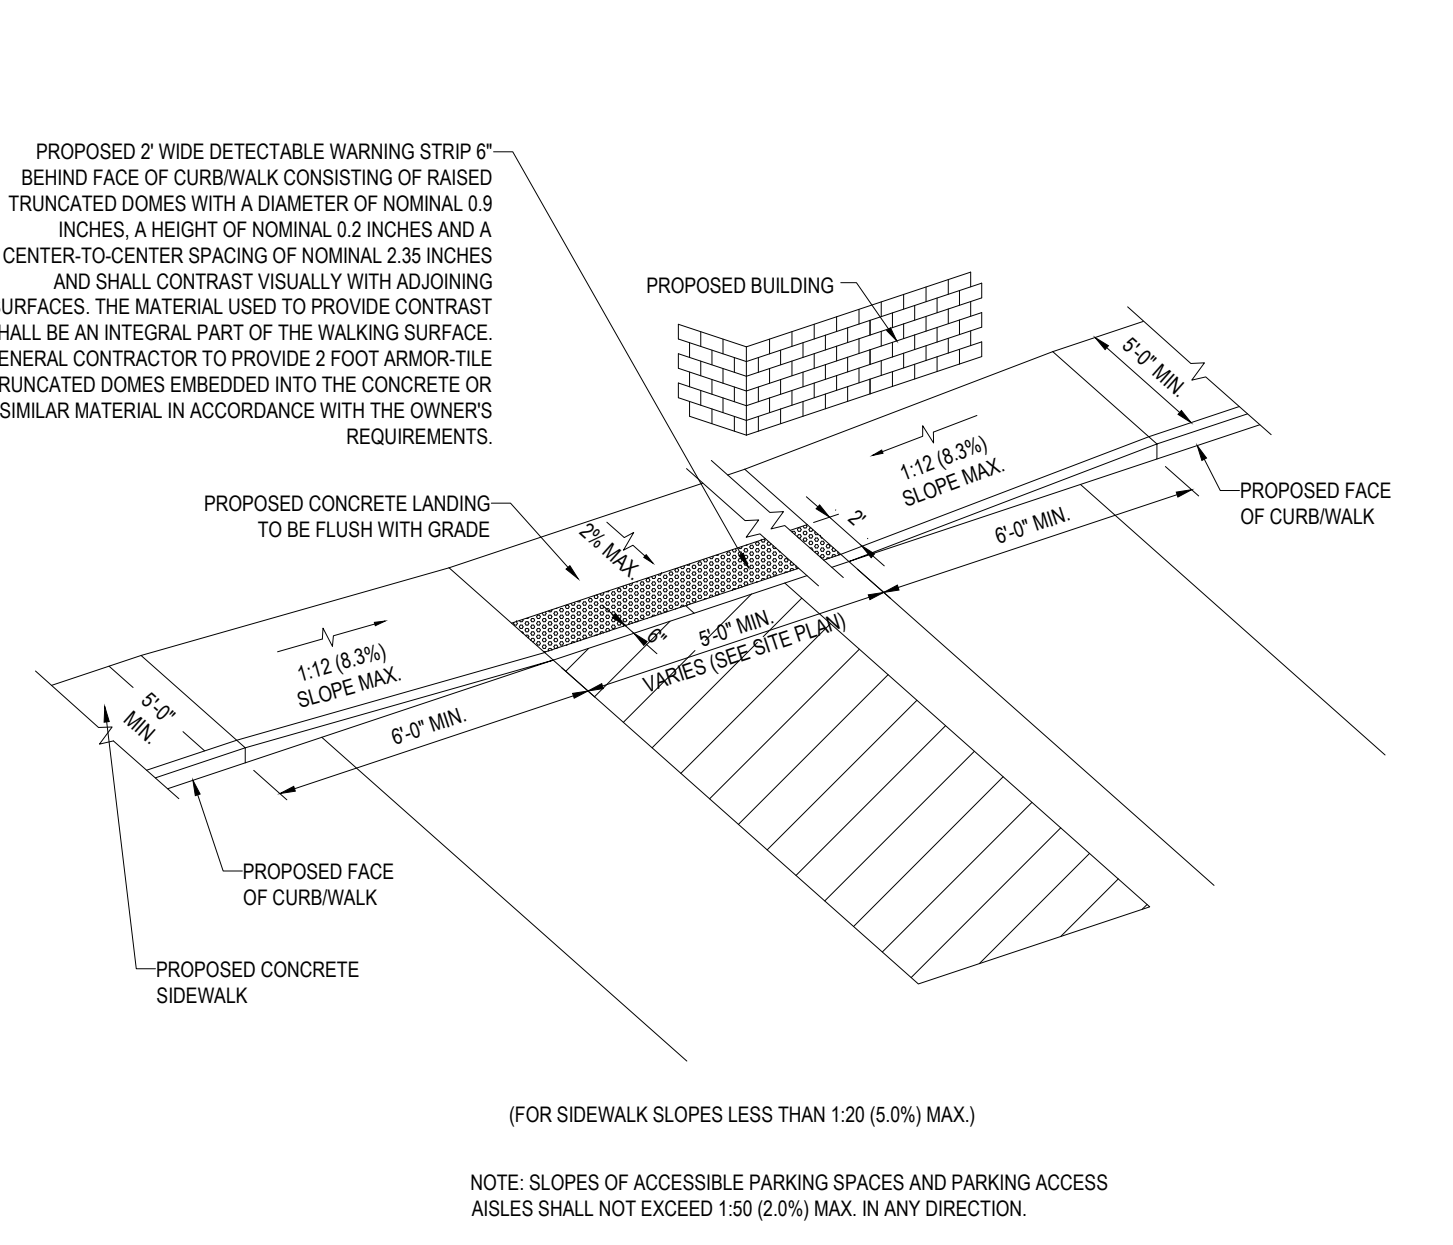 PROPOSED 2' WIDE DETECTABLE WARNING STRIP 6"
BEHIND FACE OF CURB/WALK CONSISTING OF RAISED
TRUNCATED DOMES WITH A DIAMETER OF NOMINAL 0.9
INCHES, A HEIGHT OF NOMINAL 0.2 INCHES AND A
CENTER-TO-CENTER SPACING OF NOMINAL 2.35 INCHES
AND SHALL CONTRAST VISUALLY WITH ADJOINING
URFACES. THE MATERIAL USED TO PROVIDE CONTRAST
HALL BE AN INTEGRAL PART OF THE WALKING SURFACE.
ENERAL CONTRACTOR TO PROVIDE 2 FOOT ARMOR-TILE
RUNCATED DOMES EMBEDDED INTO THE CONCRETE OR
SIMILAR MATERIAL IN ACCORDANCE WITH THE OWNER'S
REQUIREMENTS.
PROPOSED BUILDING
5'-0" MIN.
1:12 (8.3%)
SLOPE MAX.
PROPOSED FACE
OF CURB/WALK
PROPOSED CONCRETE LANDING
TO BE FLUSH WITH GRADE
2% MAX.
2'
6'-0" MIN.
6"
5'-0" MIN.
VARIES (SEE SITE PLAN)
1:12 (8.3%)
SLOPE MAX.
5'-0"
MIN.
6'-0" MIN.
PROPOSED FACE
OF CURB/WALK
PROPOSED CONCRETE
SIDEWALK
(FOR SIDEWALK SLOPES LESS THAN 1:20 (5.0%) MAX.)
NOTE: SLOPES OF ACCESSIBLE PARKING SPACES AND PARKING ACCESS
AISLES SHALL NOT EXCEED 1:50 (2.0%) MAX. IN ANY DIRECTION.